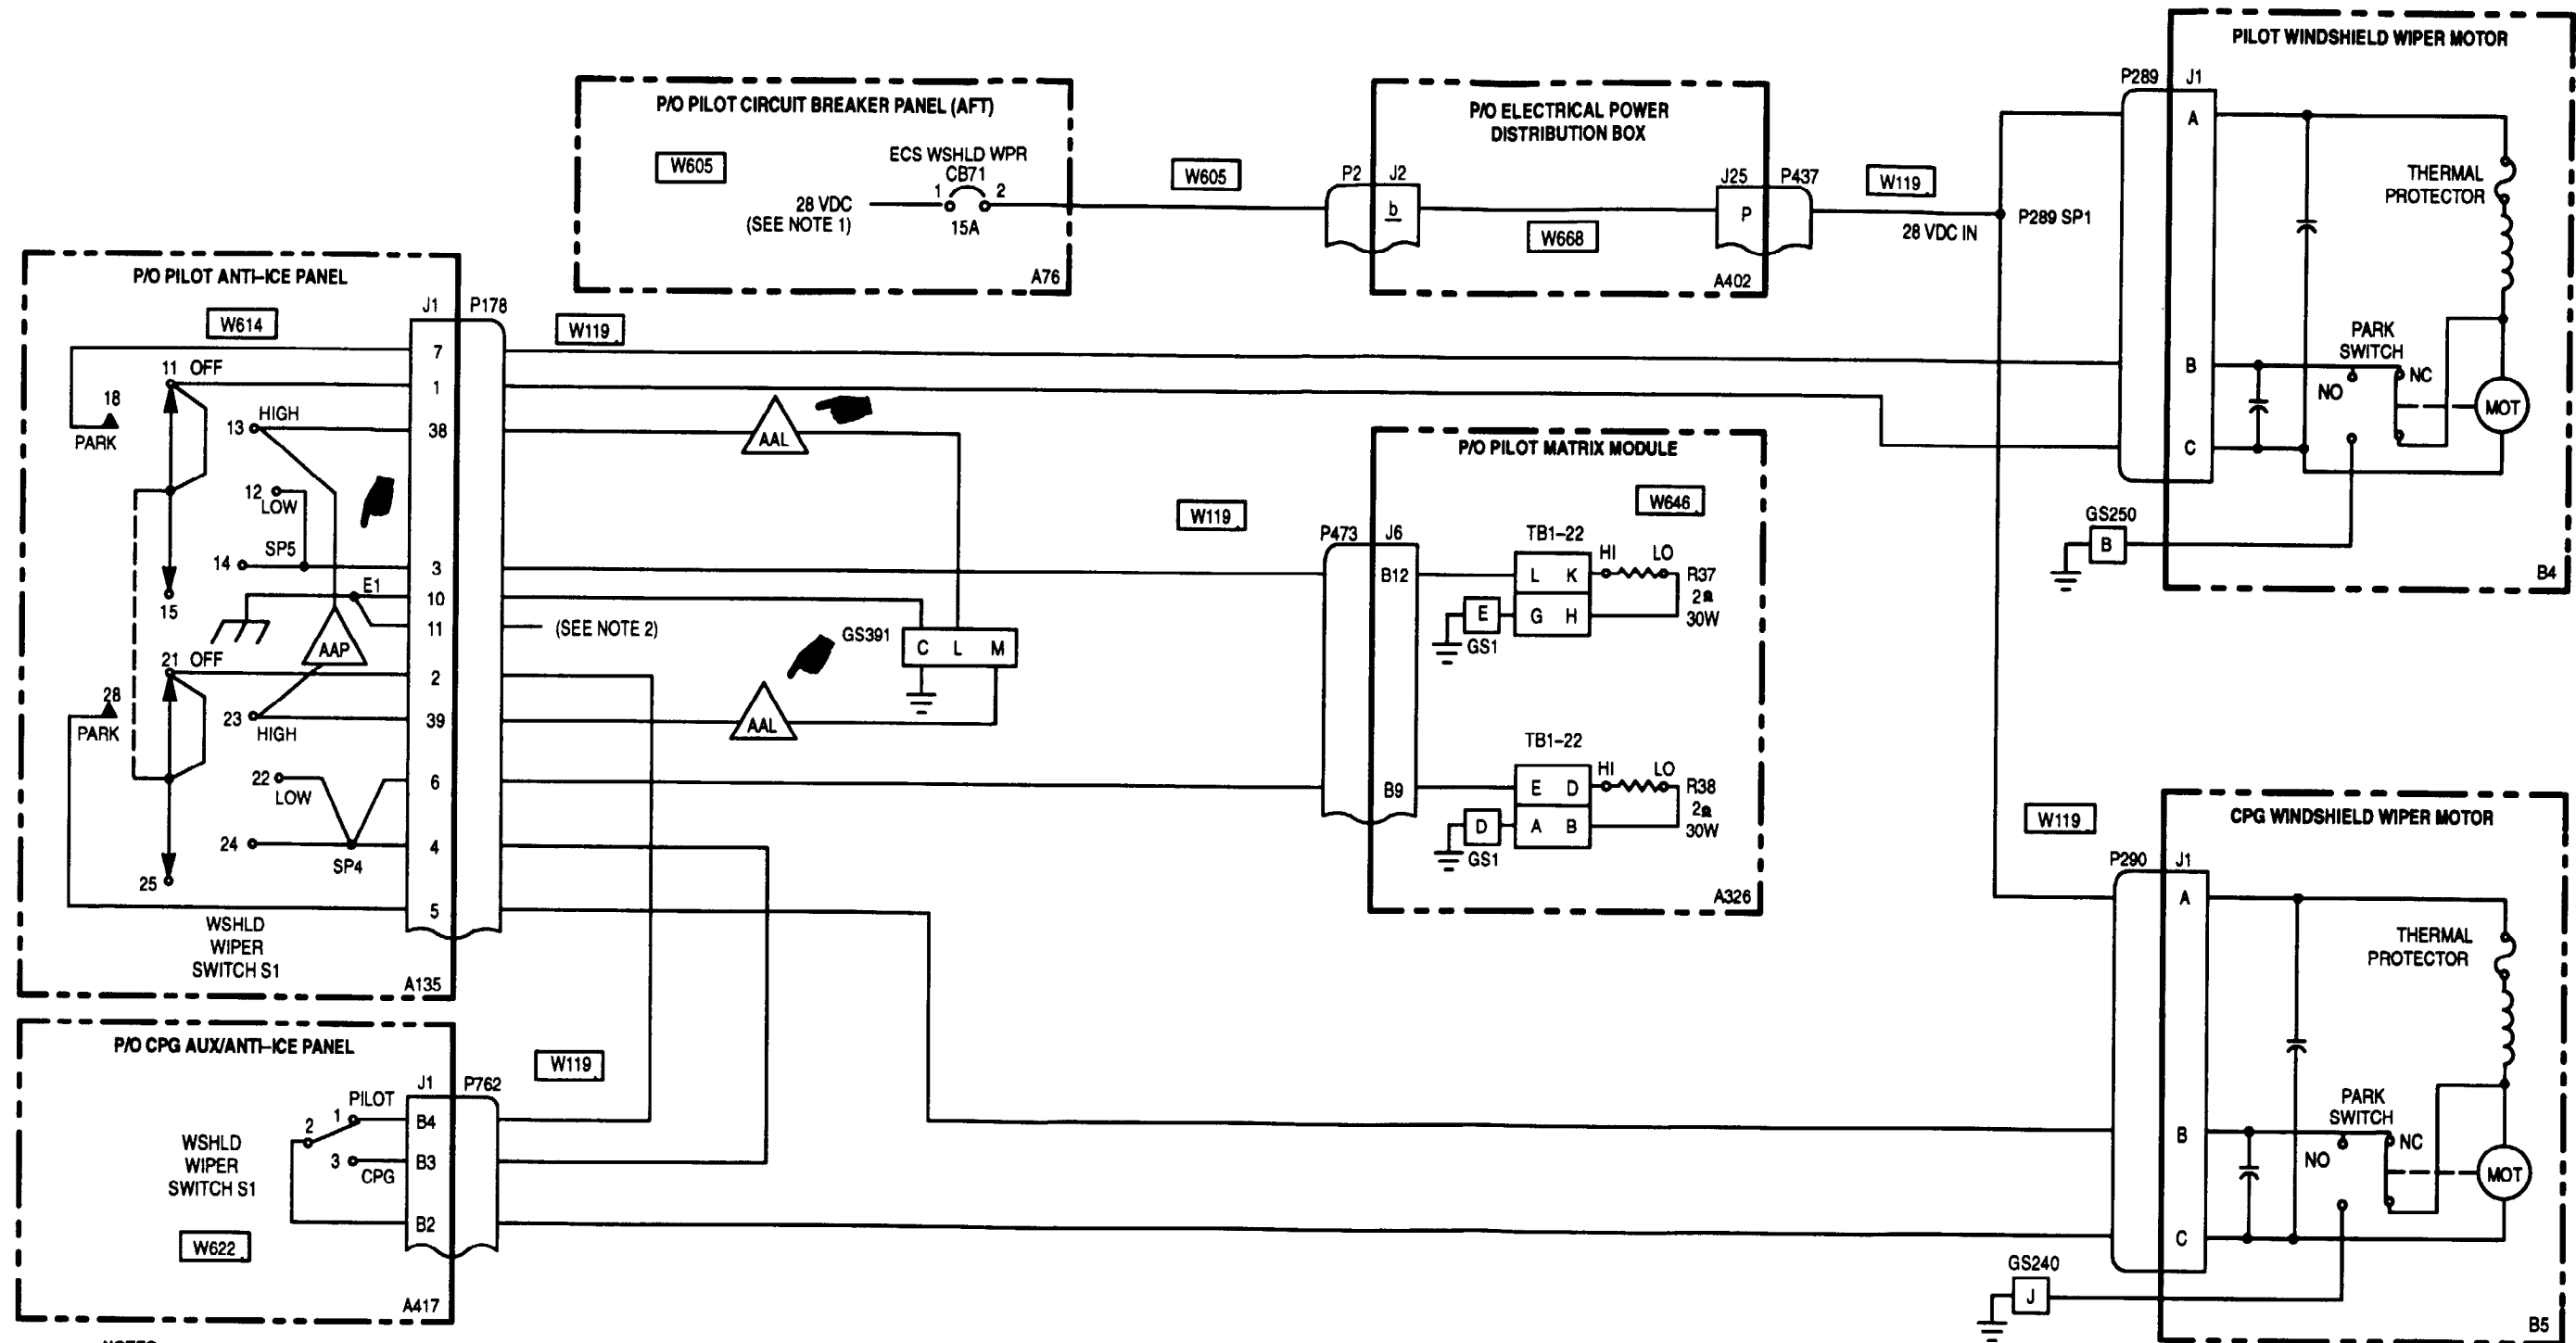 PILOT WINDSHIELD WIPER MOTOR
P289 J1
A
THERMAL
PROTECTOR
PARK
SWITCH
B
NO
NC
MOT
C
GS250
B
B4
P/O PILOT CIRCUIT BREAKER PANEL (AFT)
W605
ECS WSHLD WPR
CB71
1 2
28 VDC
(SEE NOTE 1)
15A
A76
W605
P/O ELECTRICAL POWER
DISTRIBUTION BOX
P2 J2
b
W668
J25 P437
P
A402
W119
28 VDC IN
P289 SP1
P/O PILOT ANTI-ICE PANEL
W614
J1 P178
W119
7
11 OFF
1
18
PARK
13 HIGH
38
AAL
12
LOW
14 SP5
3
E1
10
15
11
(SEE NOTE 2)
AAP
GS391
C L M
21 OFF
2
28
PARK
23
HIGH
39
AAL
22
LOW
6
24
SP4
4
25
5
WSHLD
WIPER
SWITCH S1
A135
P/O PILOT MATRIX MODULE
W119
W646
P473 J6
TB1-22
HI LO
B12
L K
R37
2Ω
30W
E
G H
GS1
TB1-22
HI LO
B9
E D
R38
2Ω
30W
D
A B
GS1
A326
P/O CPG AUX/ANTI-ICE PANEL
W119
J1 P762
PILOT
1
2
B4
WSHLD
WIPER
SWITCH S1
3
CPG
B3
B2
W622
A417
W119
CPG WINDSHIELD WIPER MOTOR
P290 J1
A
THERMAL
PROTECTOR
PARK
SWITCH
B
NO
NC
MOT
C
GS240
J
B5